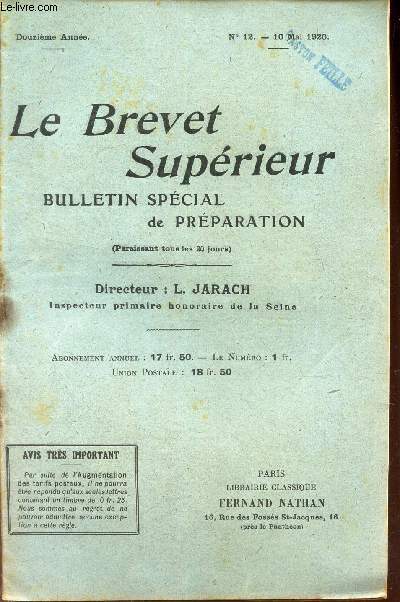 Le-livre.com
Douzième Année.
N° 12. — 10 Mai 1920.
GASTON FEILLE
Le Brevet
Supérieur
BULLETIN SPÉCIAL
de PRÉPARATION
(Paraissant tous les 20 jours)
Directeur : L. JARACH
Inspecteur primaire honoraire de la Seine
ABONNEMENT ANNUEL : 17 fr. 50. — LE NUMÉRO : 1 fr.
UNION POSTALE : 18 fr. 50
AVIS TRÈS IMPORTANT
Par suite de l'Augmentation
des tarifs postaux, il ne pourra
être répondu qu'aux seules lettres
contenant un timbre de 0 fr. 25.
Nous sommes au regret de ne
pouvoir admettre aucune excep-
tion à cette règle.
PARIS
LIBRAIRIE CLASSIQUE
FERNAND NATHAN
16, Rue des Fossés St-Jacques, 16
(près le Panthéon)